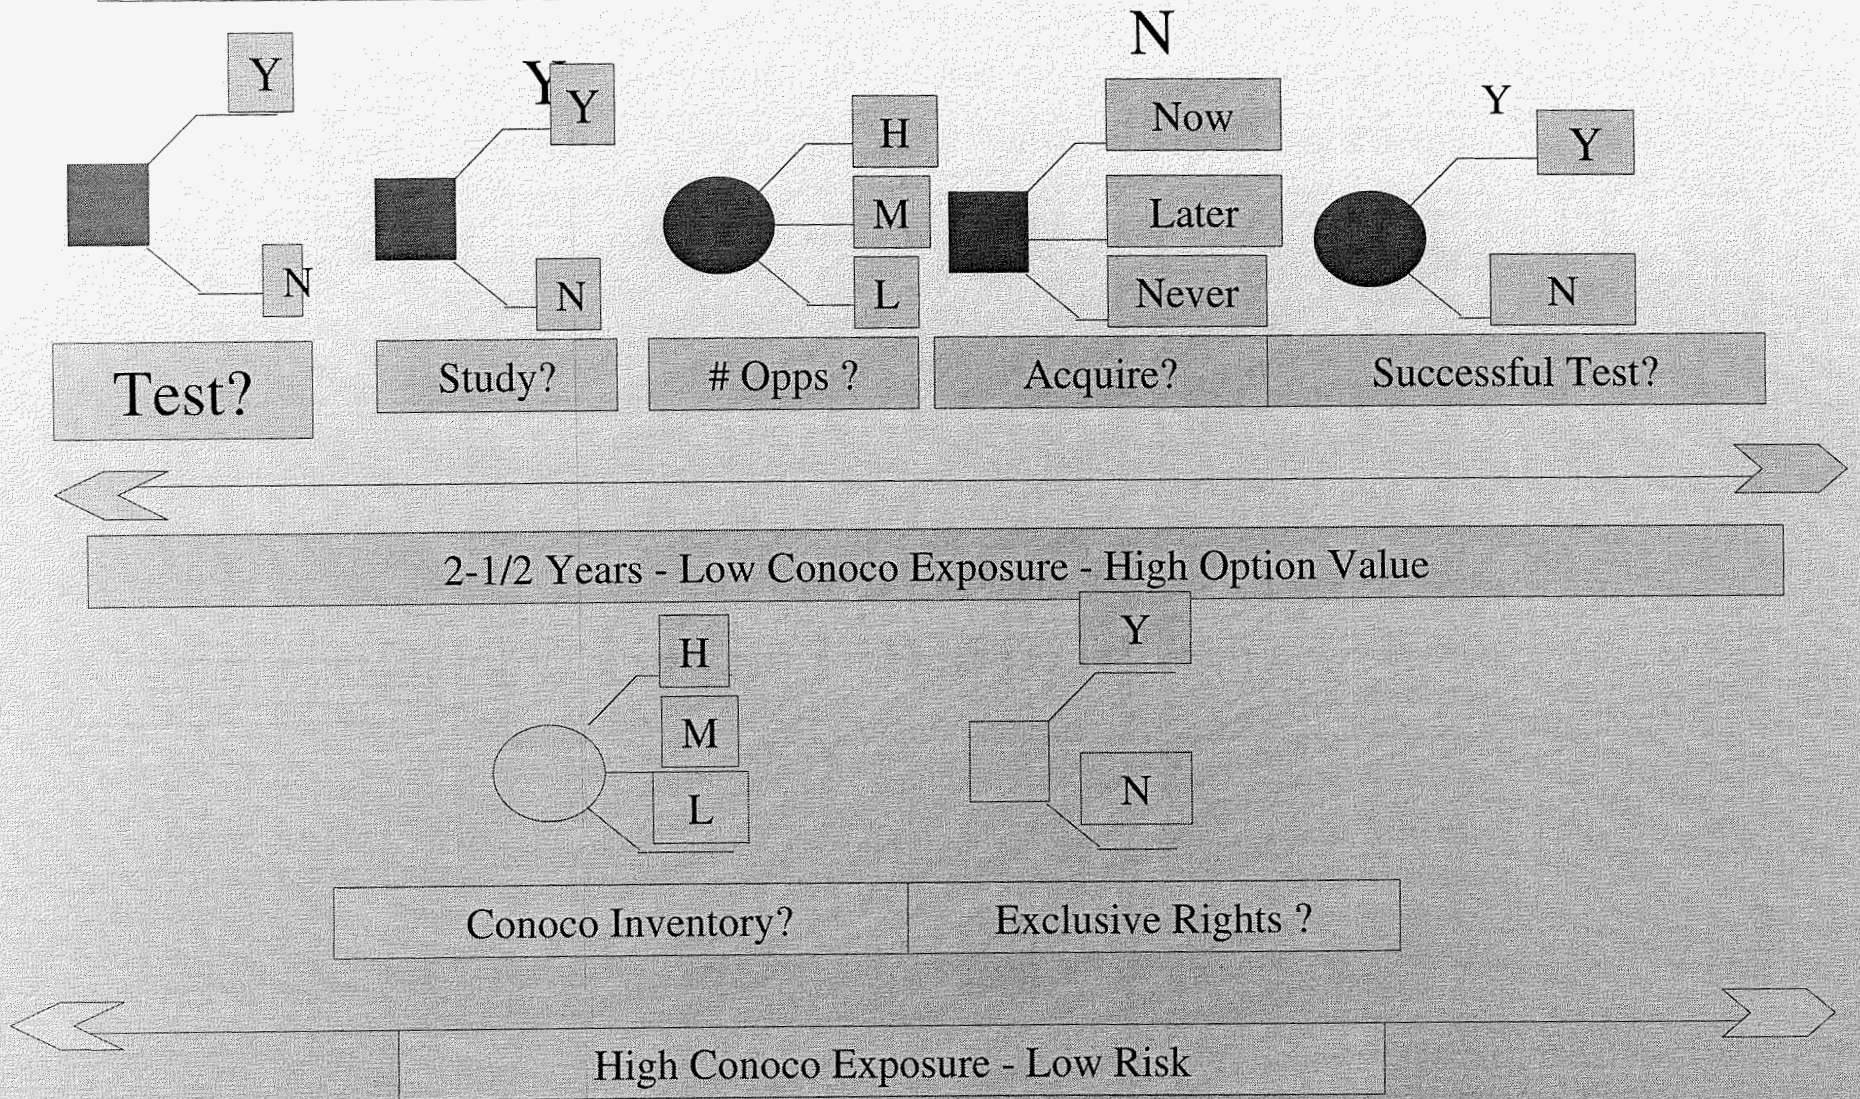 N
Y
Y
Y
H
Now
Y
Y
M
Later
N
N
L
Never
N
Test?
Study?
# Opps ?
Acquire?
Successful Test?
2-1/2 Years - Low Conoco Exposure - High Option Value
H
Y
M
L
N
Conoco Inventory?
Exclusive Rights ?
High Conoco Exposure - Low Risk